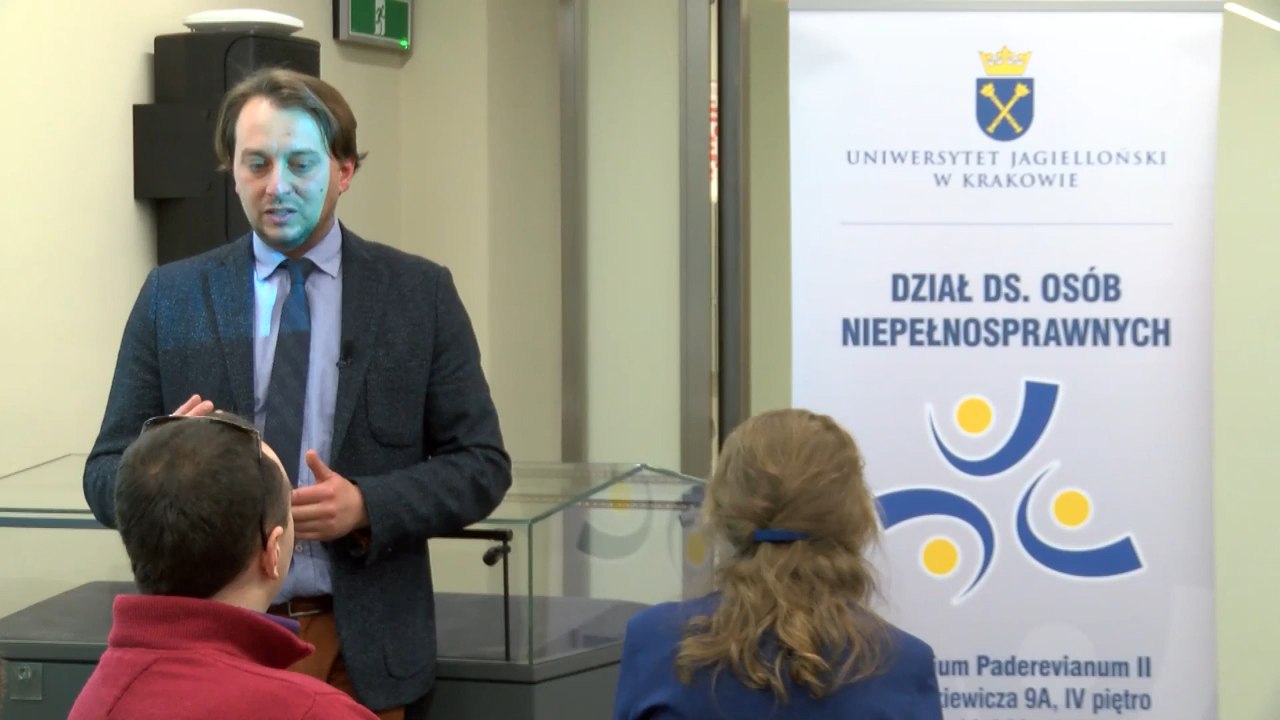 UNIWERSYTET JAGIELLOŃSKI
W KRAKOWIE
DZIAŁ DS. OSÓB
NIEPEŁNOSPRAWNYCH
Paderevianum II
9A, IV piętro